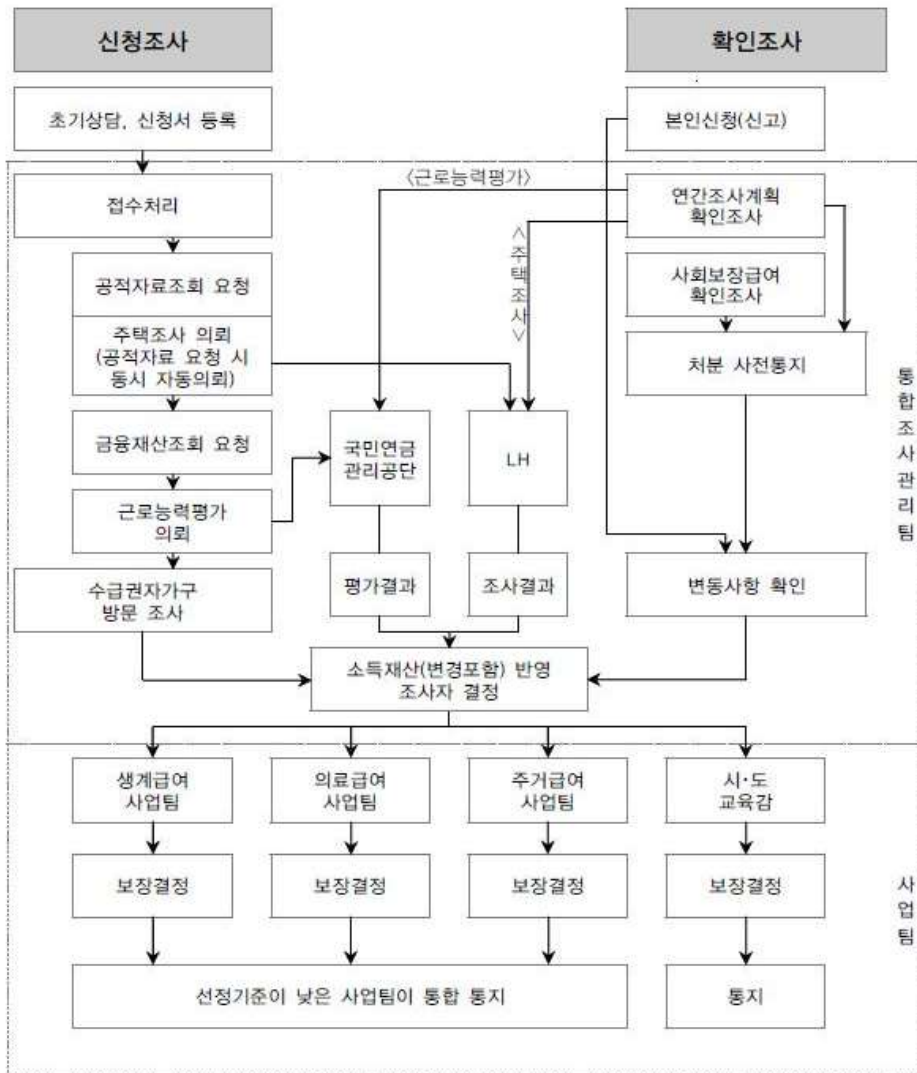 신청조사
확인조사
초기상담, 신청서 등록
본인신청(신고)
〈근로능력평가〉
접수처리
연간조사계획
확인조사
〈주택조사〉
공적자료조회 요청
사회보장급여
확인조사
주택조사 의뢰
(공적자료 요청 시
동시 자동의뢰)
처분 사전통지
통합조사관리팀
금융재산조회 요청
국민연금
관리공단
LH
근로능력평가
의뢰
수급권자가구
방문 조사
평가결과
조사결과
변동사항 확인
소득재산(변경포함) 반영
조사자 결정
생계급여
사업팀
의료급여
사업팀
주거급여
사업팀
시·도
교육감
보장결정
보장결정
보장결정
보장결정
사업팀
선정기준이 낮은 사업팀이 통합 통지
통지